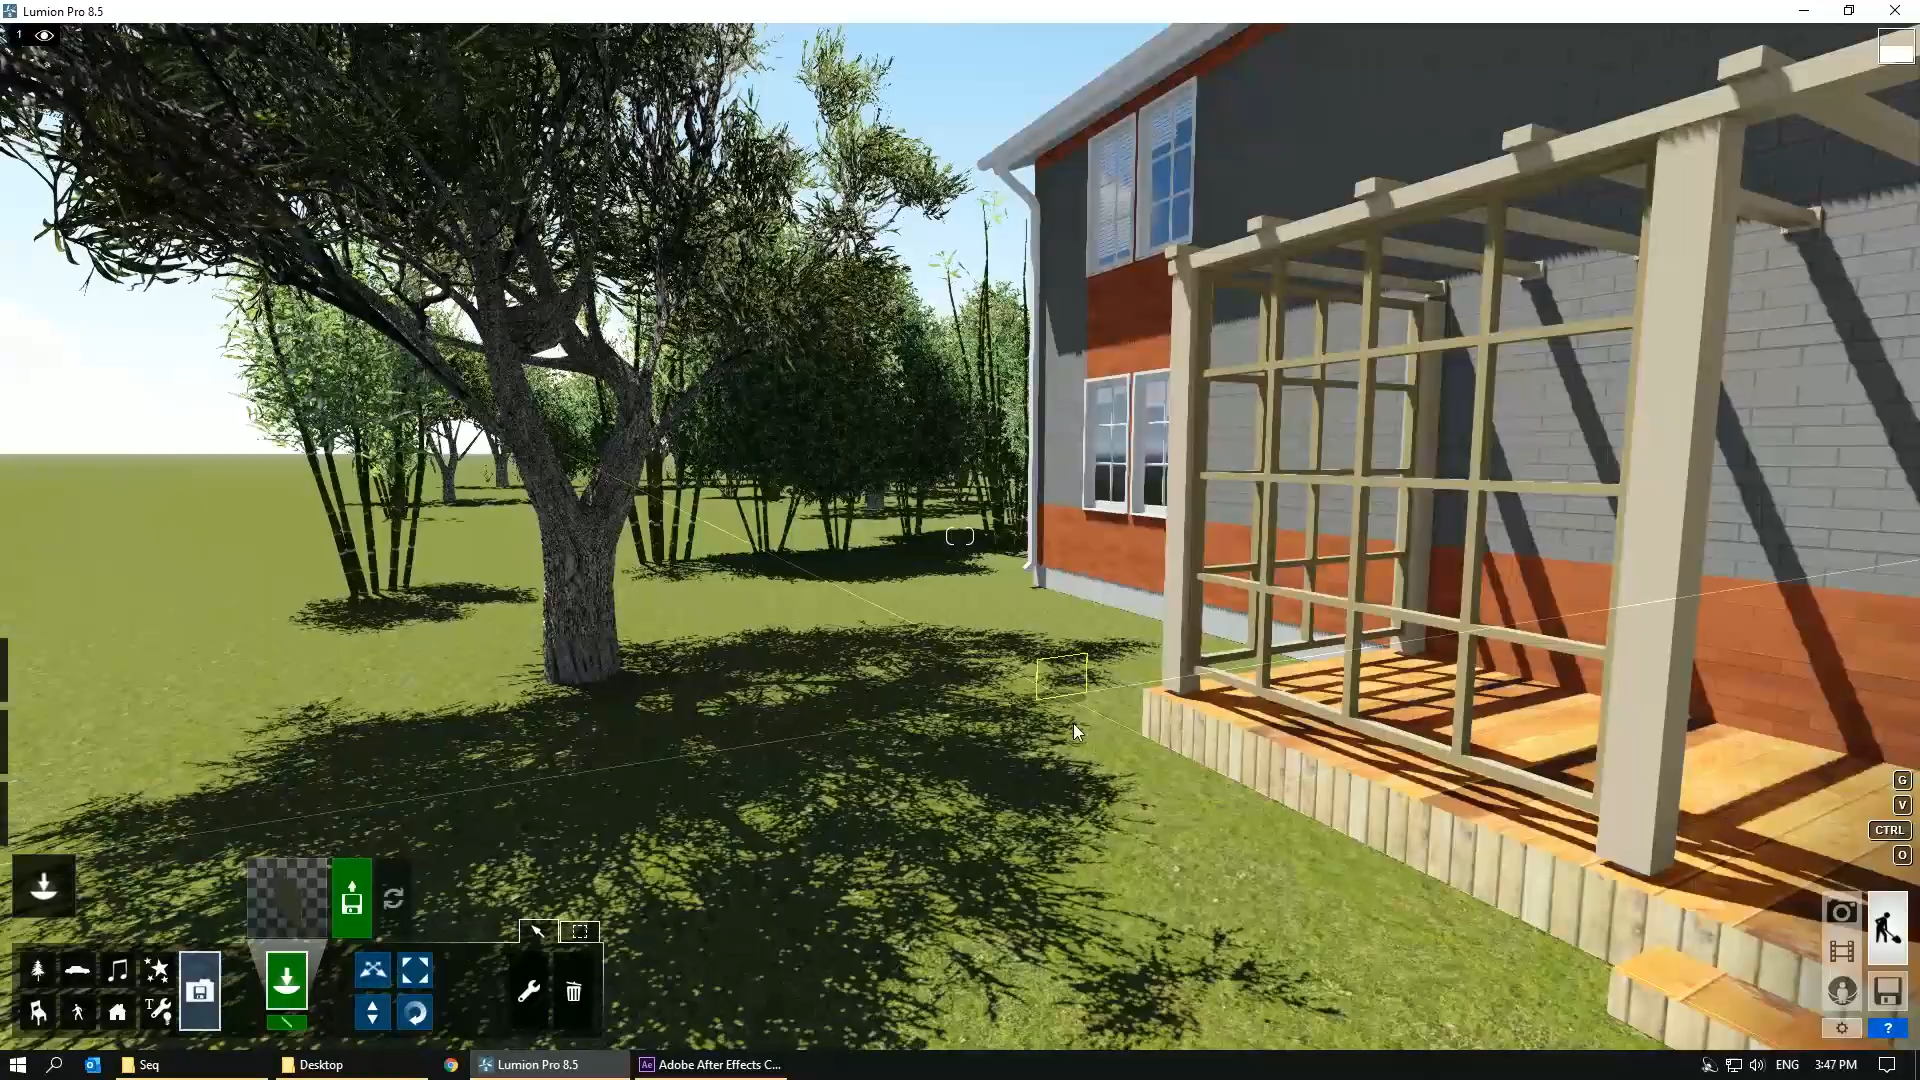 Lumion Pro 8.5
1
G
V
CTRL
O
?
Seq
Desktop
Lumion Pro 8.5
Ae
Adobe After Effects C...
ENG
3:47 PM